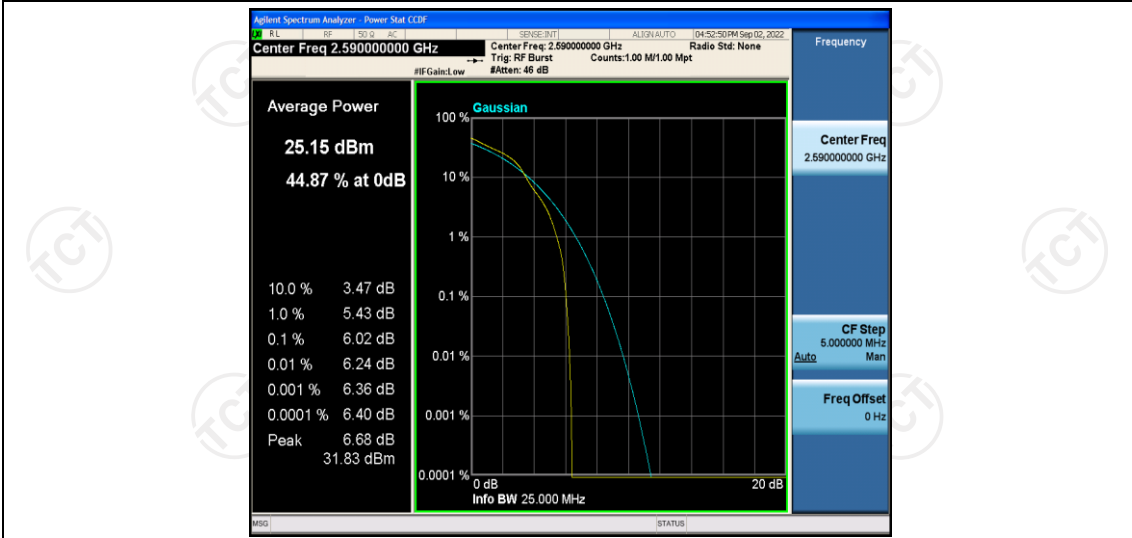 Agilent Spectrum Analyzer - Power Stat CCDF
LXI RL RF 50 Ω AC SENSE:INT ALIGN AUTO 04:52:50 PM Sep 02, 2022
Center Freq 2.590000000 GHz
Center Freq: 2.590000000 GHz Radio Std: None
Trig: RF Burst Counts:1.00 M/1.00 Mpt
#IFGain:Low #Atten: 46 dB
Frequency
Average Power
25.15 dBm
44.87 % at 0dB
10.0 % 3.47 dB
1.0 % 5.43 dB
0.1 % 6.02 dB
0.01 % 6.24 dB
0.001 % 6.36 dB
0.0001 % 6.40 dB
Peak 6.68 dB
31.83 dBm
Gaussian
100 %
10 %
1 %
0.1 %
0.01 %
0.001 %
0.0001 %
0 dB 20 dB
Info BW 25.000 MHz
Center Freq
2.590000000 GHz
CF Step
5.000000 MHz
Auto Man
Freq Offset
0 Hz
MSG STATUS
TCT
TCT
TCT
TCT
TCT
TCT